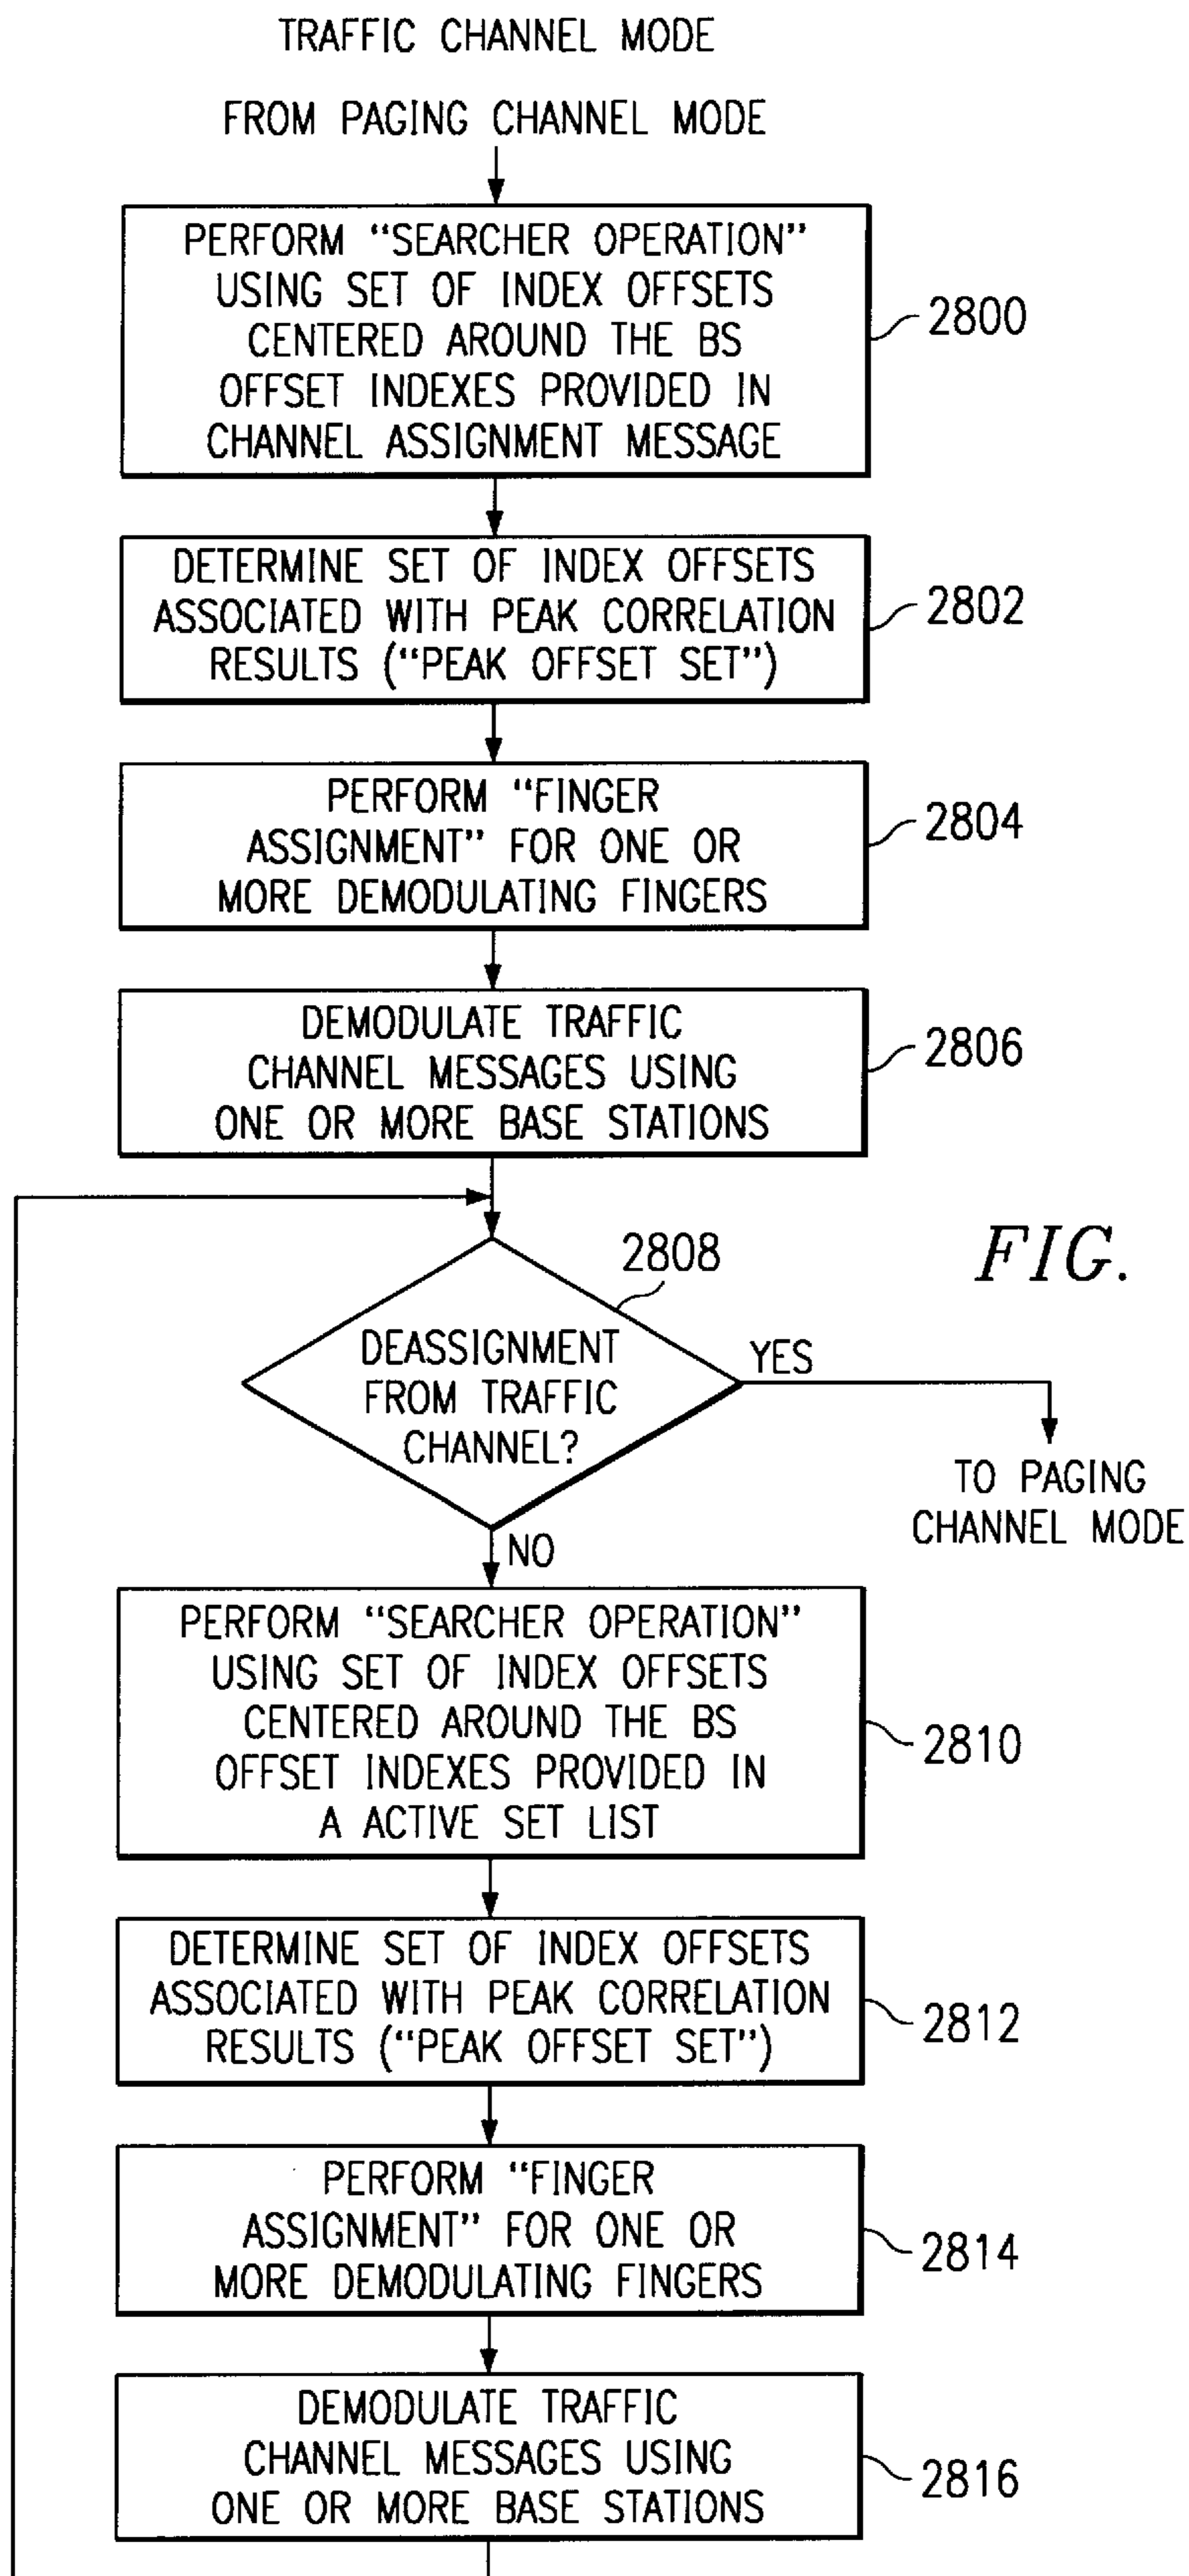 TRAFFIC CHANNEL MODE
FROM PAGING CHANNEL MODE
PERFORM “SEARCHER OPERATION”
USING SET OF INDEX OFFSETS
CENTERED AROUND THE BS
OFFSET INDEXES PROVIDED IN
CHANNEL ASSIGNMENT MESSAGE
2800
DETERMINE SET OF INDEX OFFSETS
ASSOCIATED WITH PEAK CORRELATION
RESULTS (“PEAK OFFSET SET”)
2802
PERFORM “FINGER
ASSIGNMENT” FOR ONE OR
MORE DEMODULATING FINGERS
2804
DEMODULATE TRAFFIC
CHANNEL MESSAGES USING
ONE OR MORE BASE STATIONS
2806
FIG.
2808
DEASSIGNMENT
FROM TRAFFIC
CHANNEL?
YES
TO PAGING
CHANNEL MODE
NO
PERFORM “SEARCHER OPERATION”
USING SET OF INDEX OFFSETS
CENTERED AROUND THE BS
OFFSET INDEXES PROVIDED IN
A ACTIVE SET LIST
2810
DETERMINE SET OF INDEX OFFSETS
ASSOCIATED WITH PEAK CORRELATION
RESULTS (“PEAK OFFSET SET”)
2812
PERFORM “FINGER
ASSIGNMENT” FOR ONE OR
MORE DEMODULATING FINGERS
2814
DEMODULATE TRAFFIC
CHANNEL MESSAGES USING
ONE OR MORE BASE STATIONS
2816